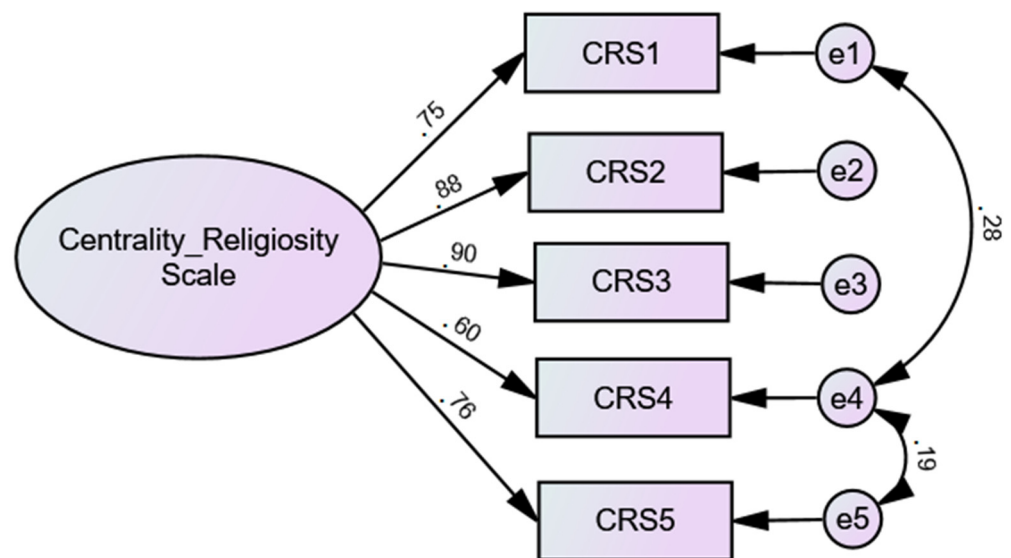 CRS1
e1
.75
CRS2
e2
.88
.28
Centrality_Religiosity
Scale
.90
CRS3
e3
.60
CRS4
e4
.76
.19
CRS5
e5